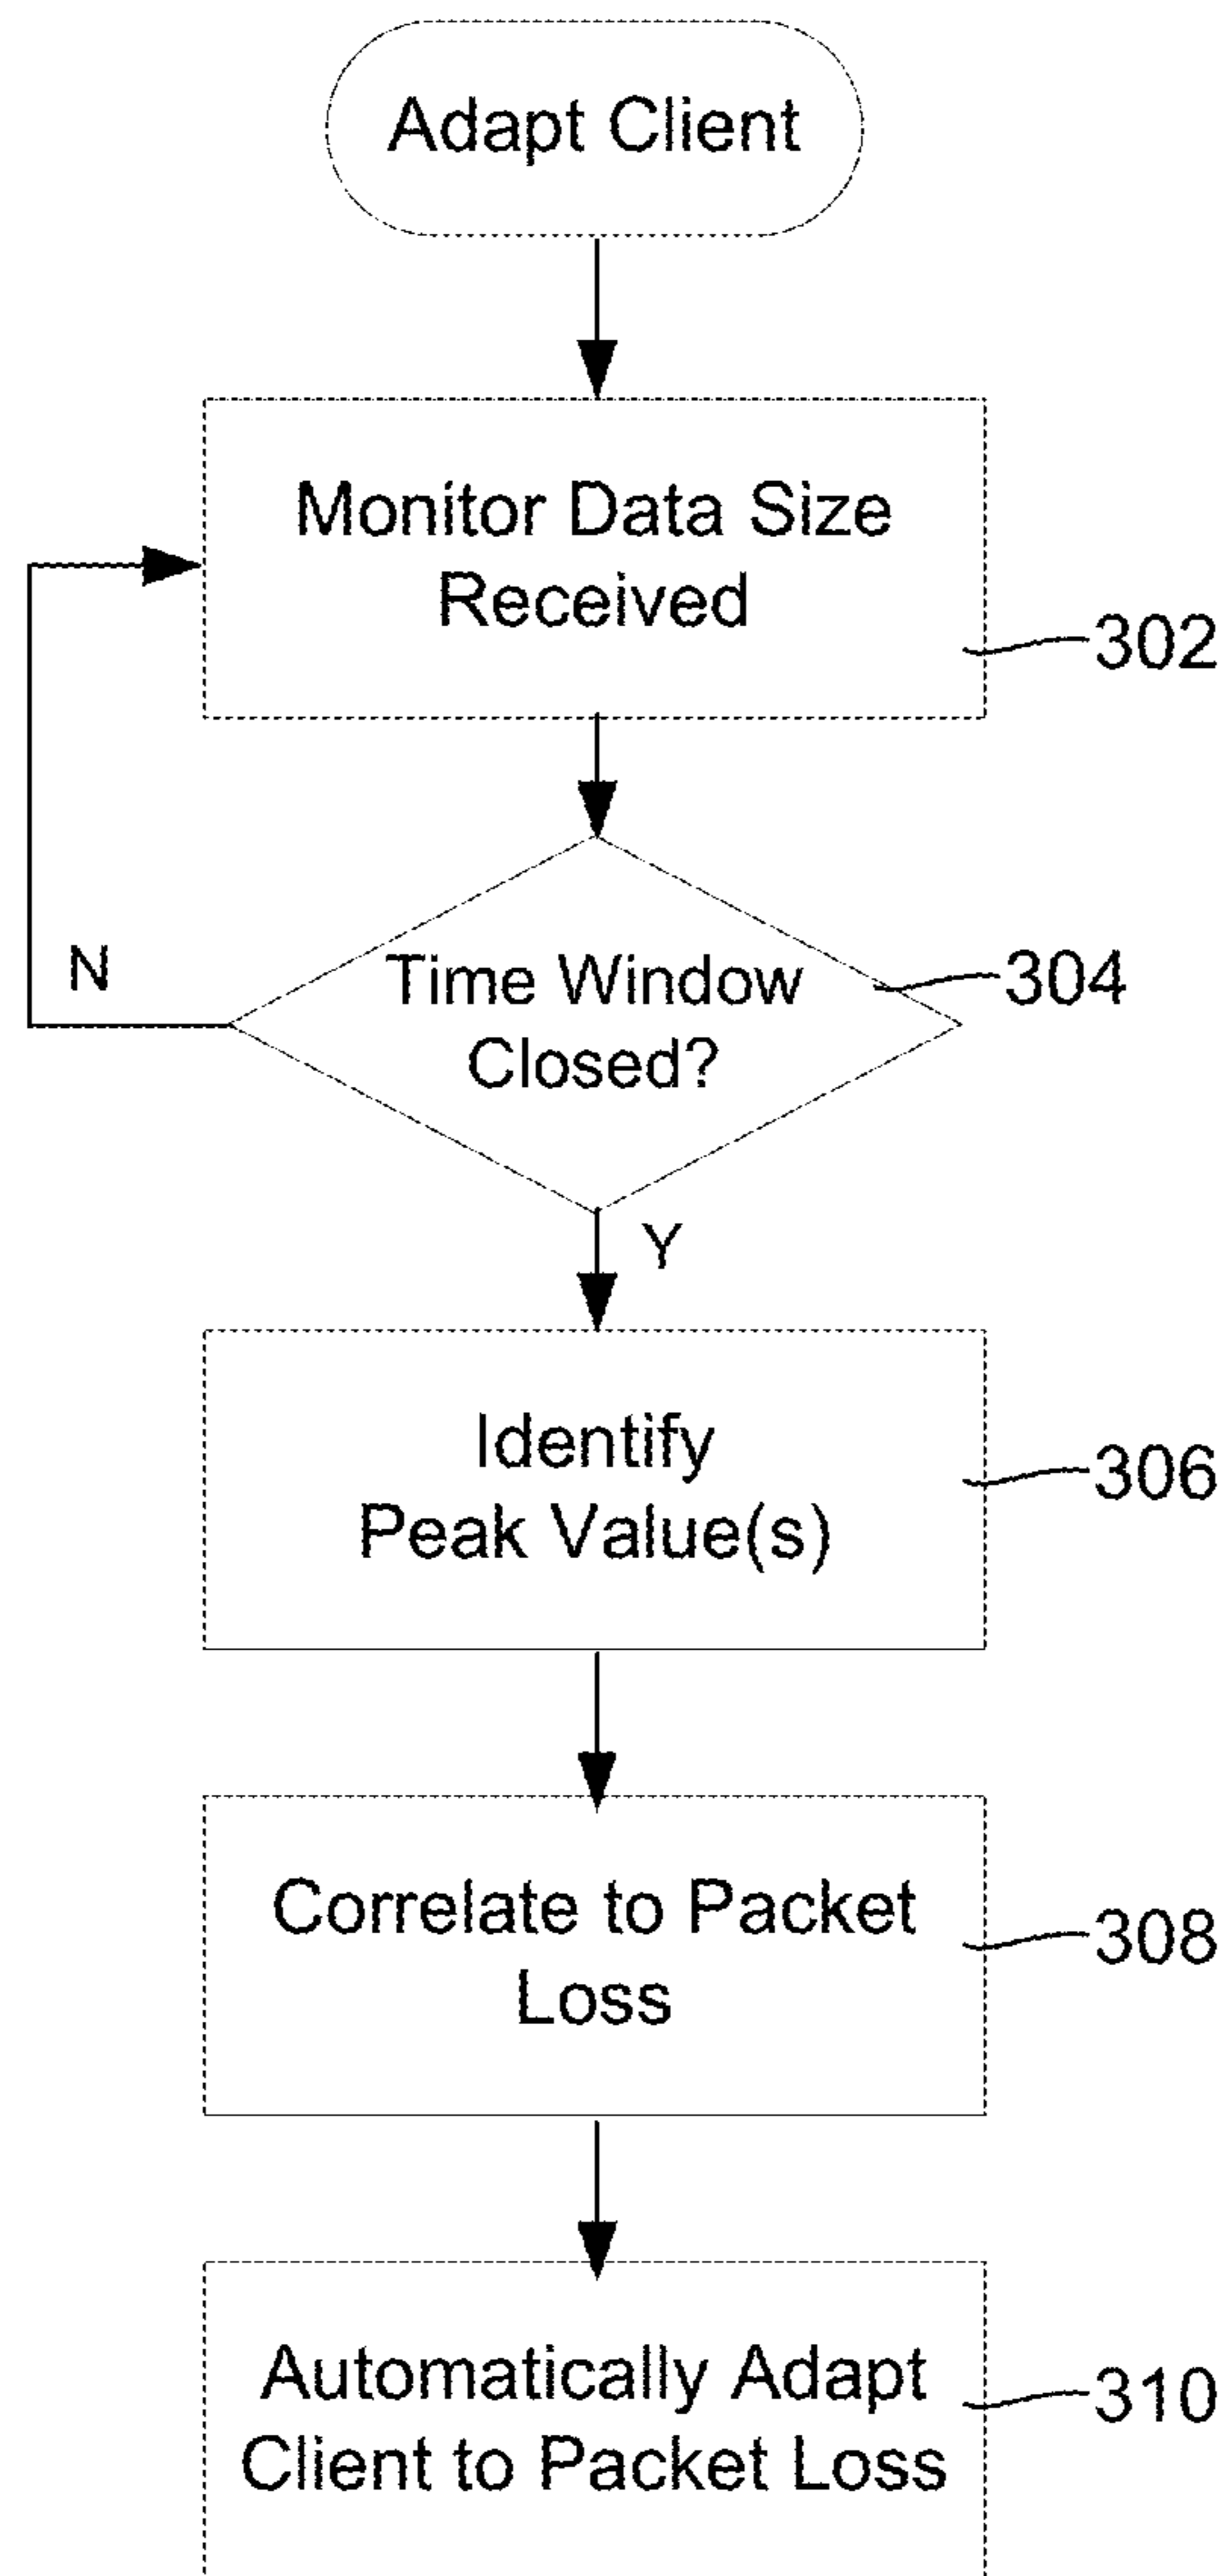 Adapt Client
Monitor Data Size
Received
302
N
Time Window
Closed?
304
Y
Identify
Peak Value(s)
306
Correlate to Packet
Loss
308
Automatically Adapt
Client to Packet Loss
310